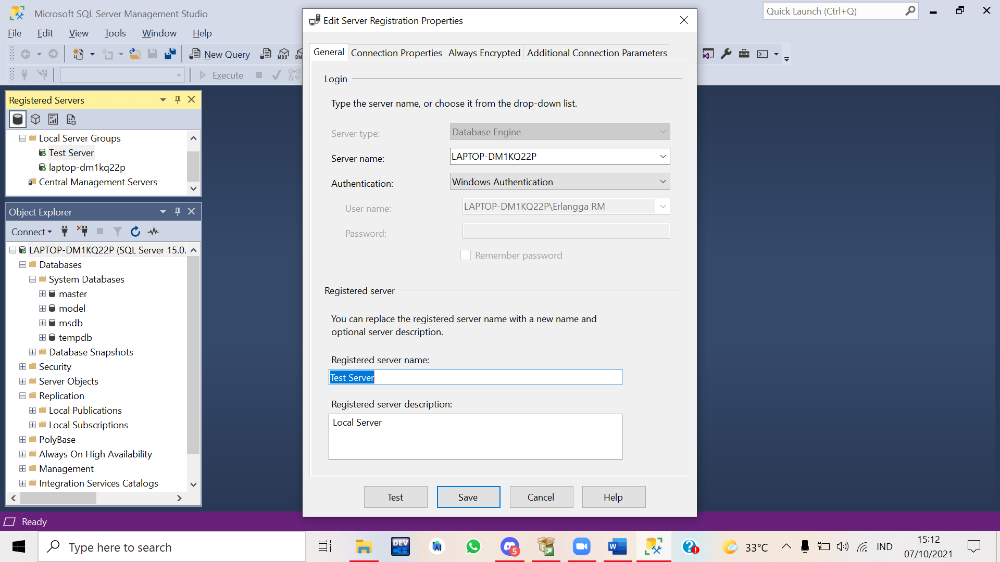 Microsoft SQL Server Management Studio
Quick Launch (Ctrl+Q)
File Edit View Tools Window Help
New Query MDX
Execute
Registered Servers
Local Server Groups
Test Server
laptop-dm1kq22p
Central Management Servers
Object Explorer
Connect
LAPTOP-DM1KQ22P (SQL Server 15.0.
Databases
System Databases
master
model
msdb
tempdb
Database Snapshots
Security
Server Objects
Replication
Local Publications
Local Subscriptions
PolyBase
Always On High Availability
Management
Integration Services Catalogs
Edit Server Registration Properties
General Connection Properties Always Encrypted Additional Connection Parameters
Login
Type the server name, or choose it from the drop-down list.
Server type: Database Engine
Server name: LAPTOP-DM1KQ22P
Authentication: Windows Authentication
User name: LAPTOP-DM1KQ22P\Erlangga RM
Password:
Remember password
Registered server
You can replace the registered server name with a new name and
optional server description.
Registered server name:
Test Server
Registered server description:
Local Server
Test Save Cancel Help
Ready
Type here to search
DEV C++
5
W
33°C
IND
15:12
07/10/2021